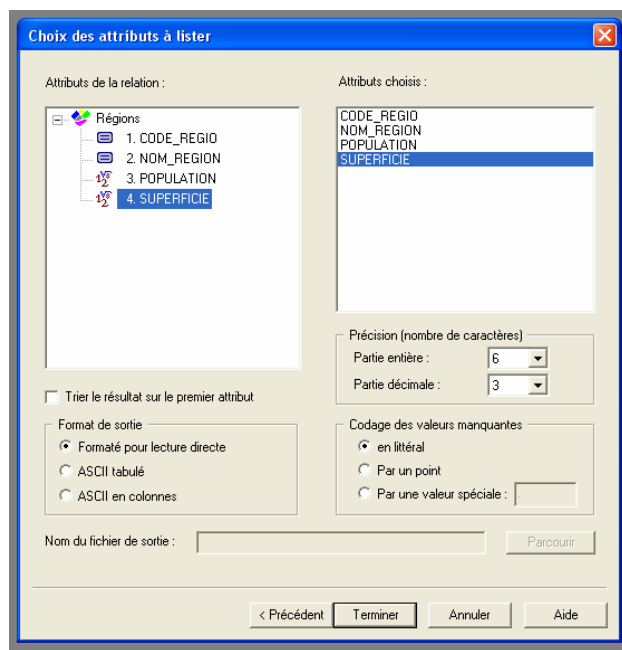 Choix des attributs à lister
Attributs de la relation :
Régions
1. CODE_REGIO
2. NOM_REGION
3. POPULATION
4. SUPERFICIE
Trier le résultat sur le premier attribut
Format de sortie
Formaté pour lecture directe
ASCII tabulé
ASCII en colonnes
Attributs choisis :
CODE_REGIO
NOM_REGION
POPULATION
SUPERFICIE
Précision (nombre de caractères)
Partie entière : 6
Partie décimale : 3
Codage des valeurs manquantes
en littéral
Par un point
Par une valeur spéciale : .
Nom du fichier de sortie : Parcourir
< Précédent Terminer Annuler Aide